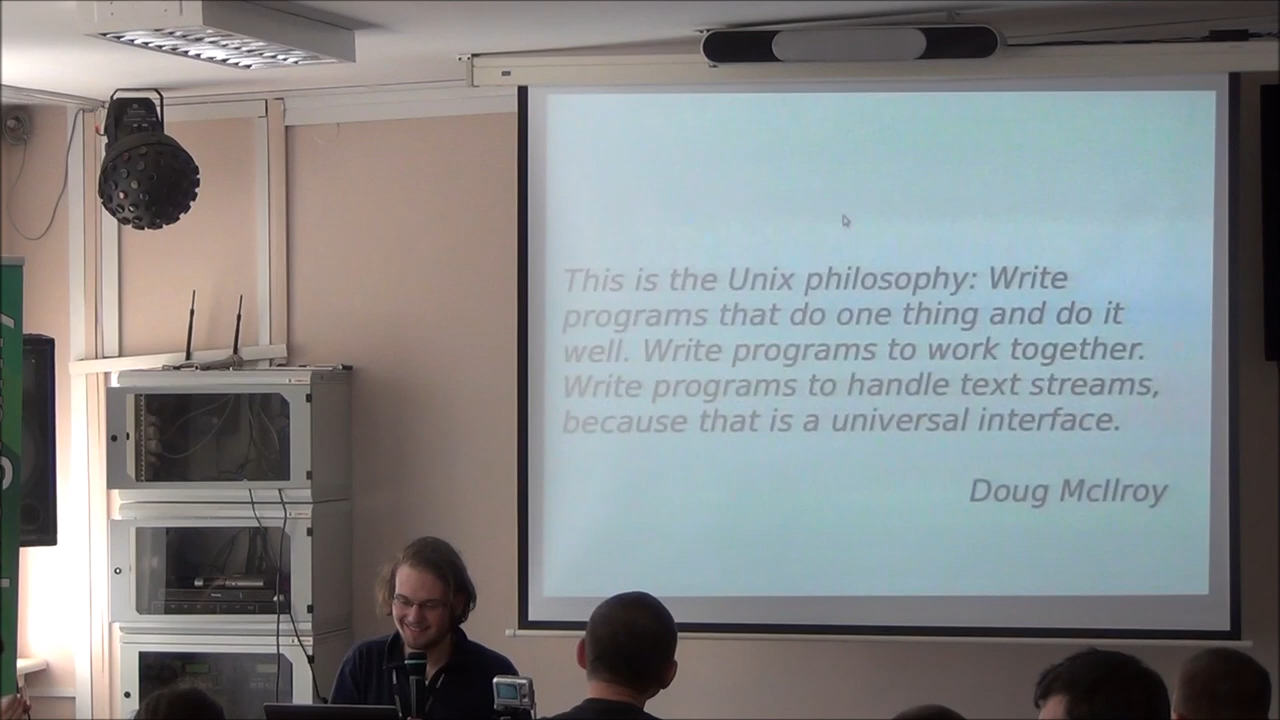 This is the Unix philosophy: Write
programs that do one thing and do it
well. Write programs to work together.
Write programs to handle text streams,
because that is a universal interface.
Doug McIlroy